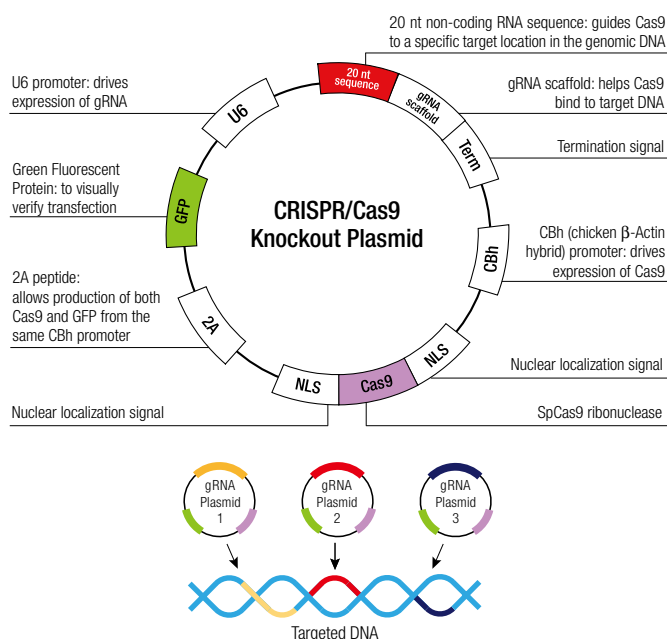 20 nt non-coding RNA sequence: guides Cas9
to a specific target location in the genomic DNA
U6 promoter: drives
expression of gRNA
gRNA scaffold: helps Cas9
bind to target DNA
Termination signal
Green Fluorescent
Protein: to visually
verify transfection
CBh (chicken β-Actin
hybrid) promoter: drives
expression of Cas9
2A peptide:
allows production of both
Cas9 and GFP from the
same CBh promoter
Nuclear localization signal
Nuclear localization signal
SpCas9 ribonuclease
CRISPR/Cas9
Knockout Plasmid
20 nt
sequence
gRNA
scaffold
Term
CBh
NLS
Cas9
NLS
2A
GFP
U6
gRNA
Plasmid
1
gRNA
Plasmid
2
gRNA
Plasmid
3
Targeted DNA